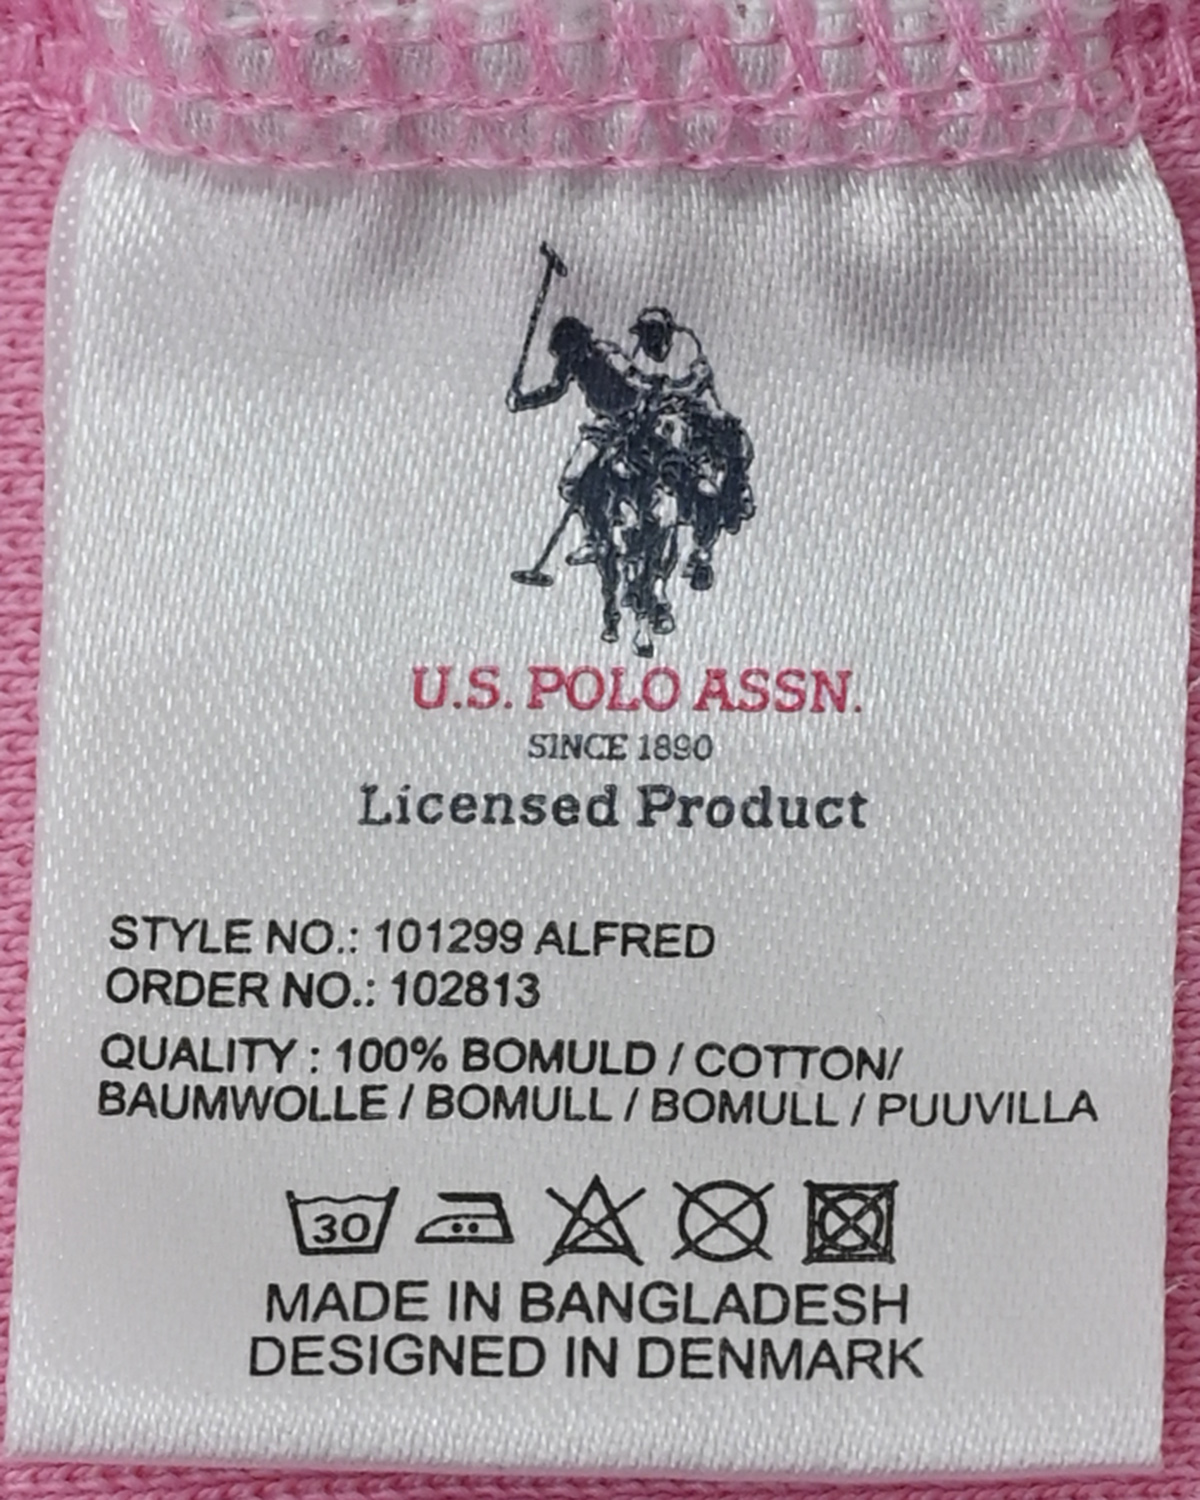 U.S. POLO ASSN.
SINCE 1890
Licensed Product
STYLE NO.: 101299 ALFRED
ORDER NO.: 102813
QUALITY : 100% BOMULD / COTTON/
BAUMWOLLE / BOMULL / BOMULL / PUUVILLA
30
MADE IN BANGLADESH
DESIGNED IN DENMARK